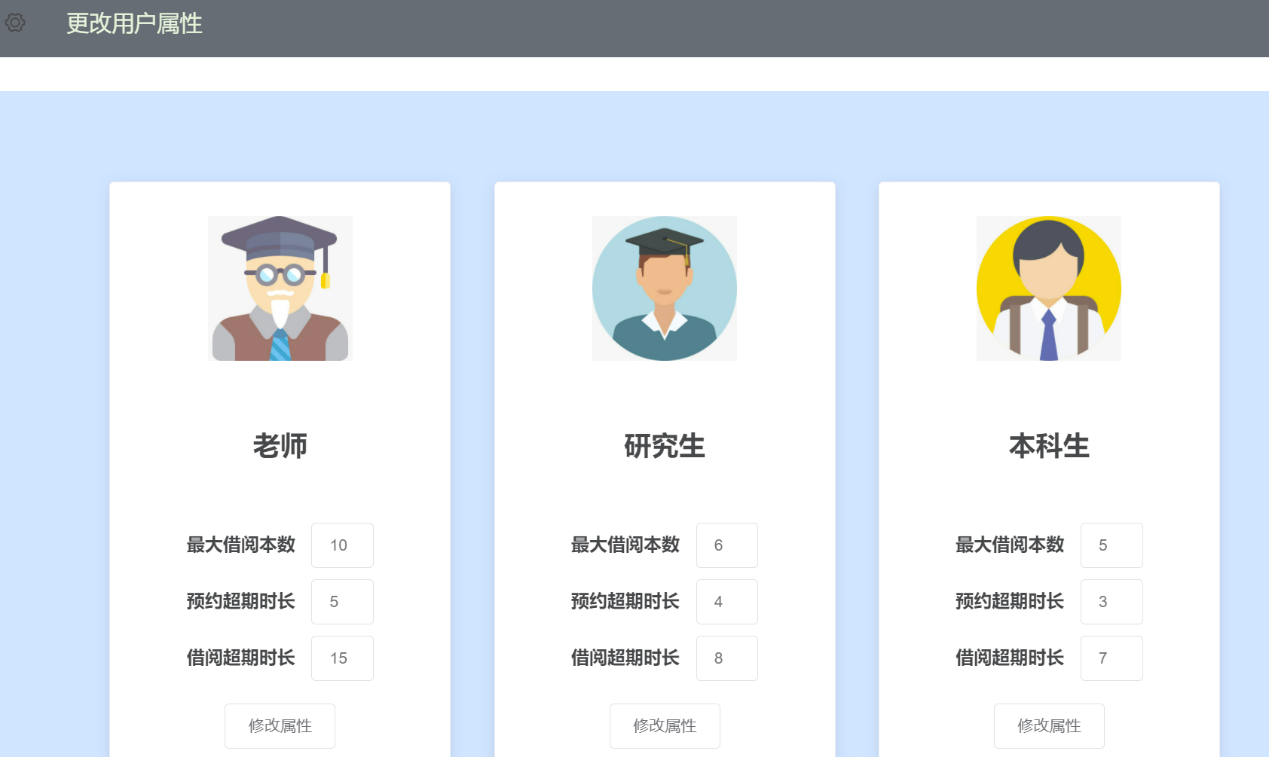 更改用户属性
老师
研究生
本科生
最大借阅本数 10
最大借阅本数 6
最大借阅本数 5
预约超期时长 5
预约超期时长 4
预约超期时长 3
借阅超期时长 15
借阅超期时长 8
借阅超期时长 7
修改属性
修改属性
修改属性